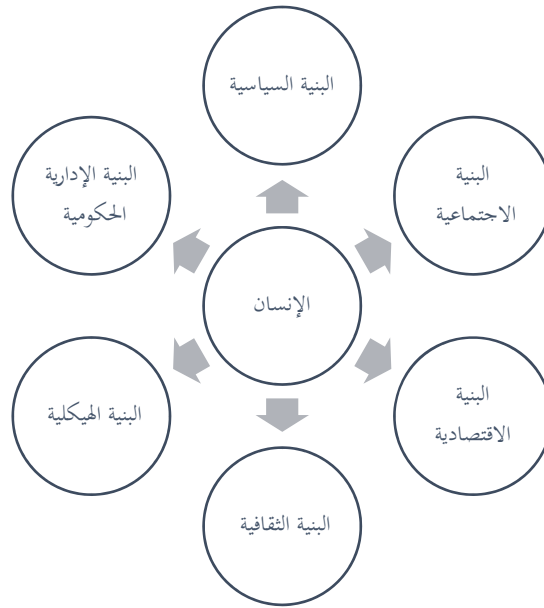 البنية السياسية
البنية
الاجتماعية
البنية الإدارية
الحكومية
الإنسان
البنية
الاقتصادية
البنية الهيكلية
البنية الثقافية